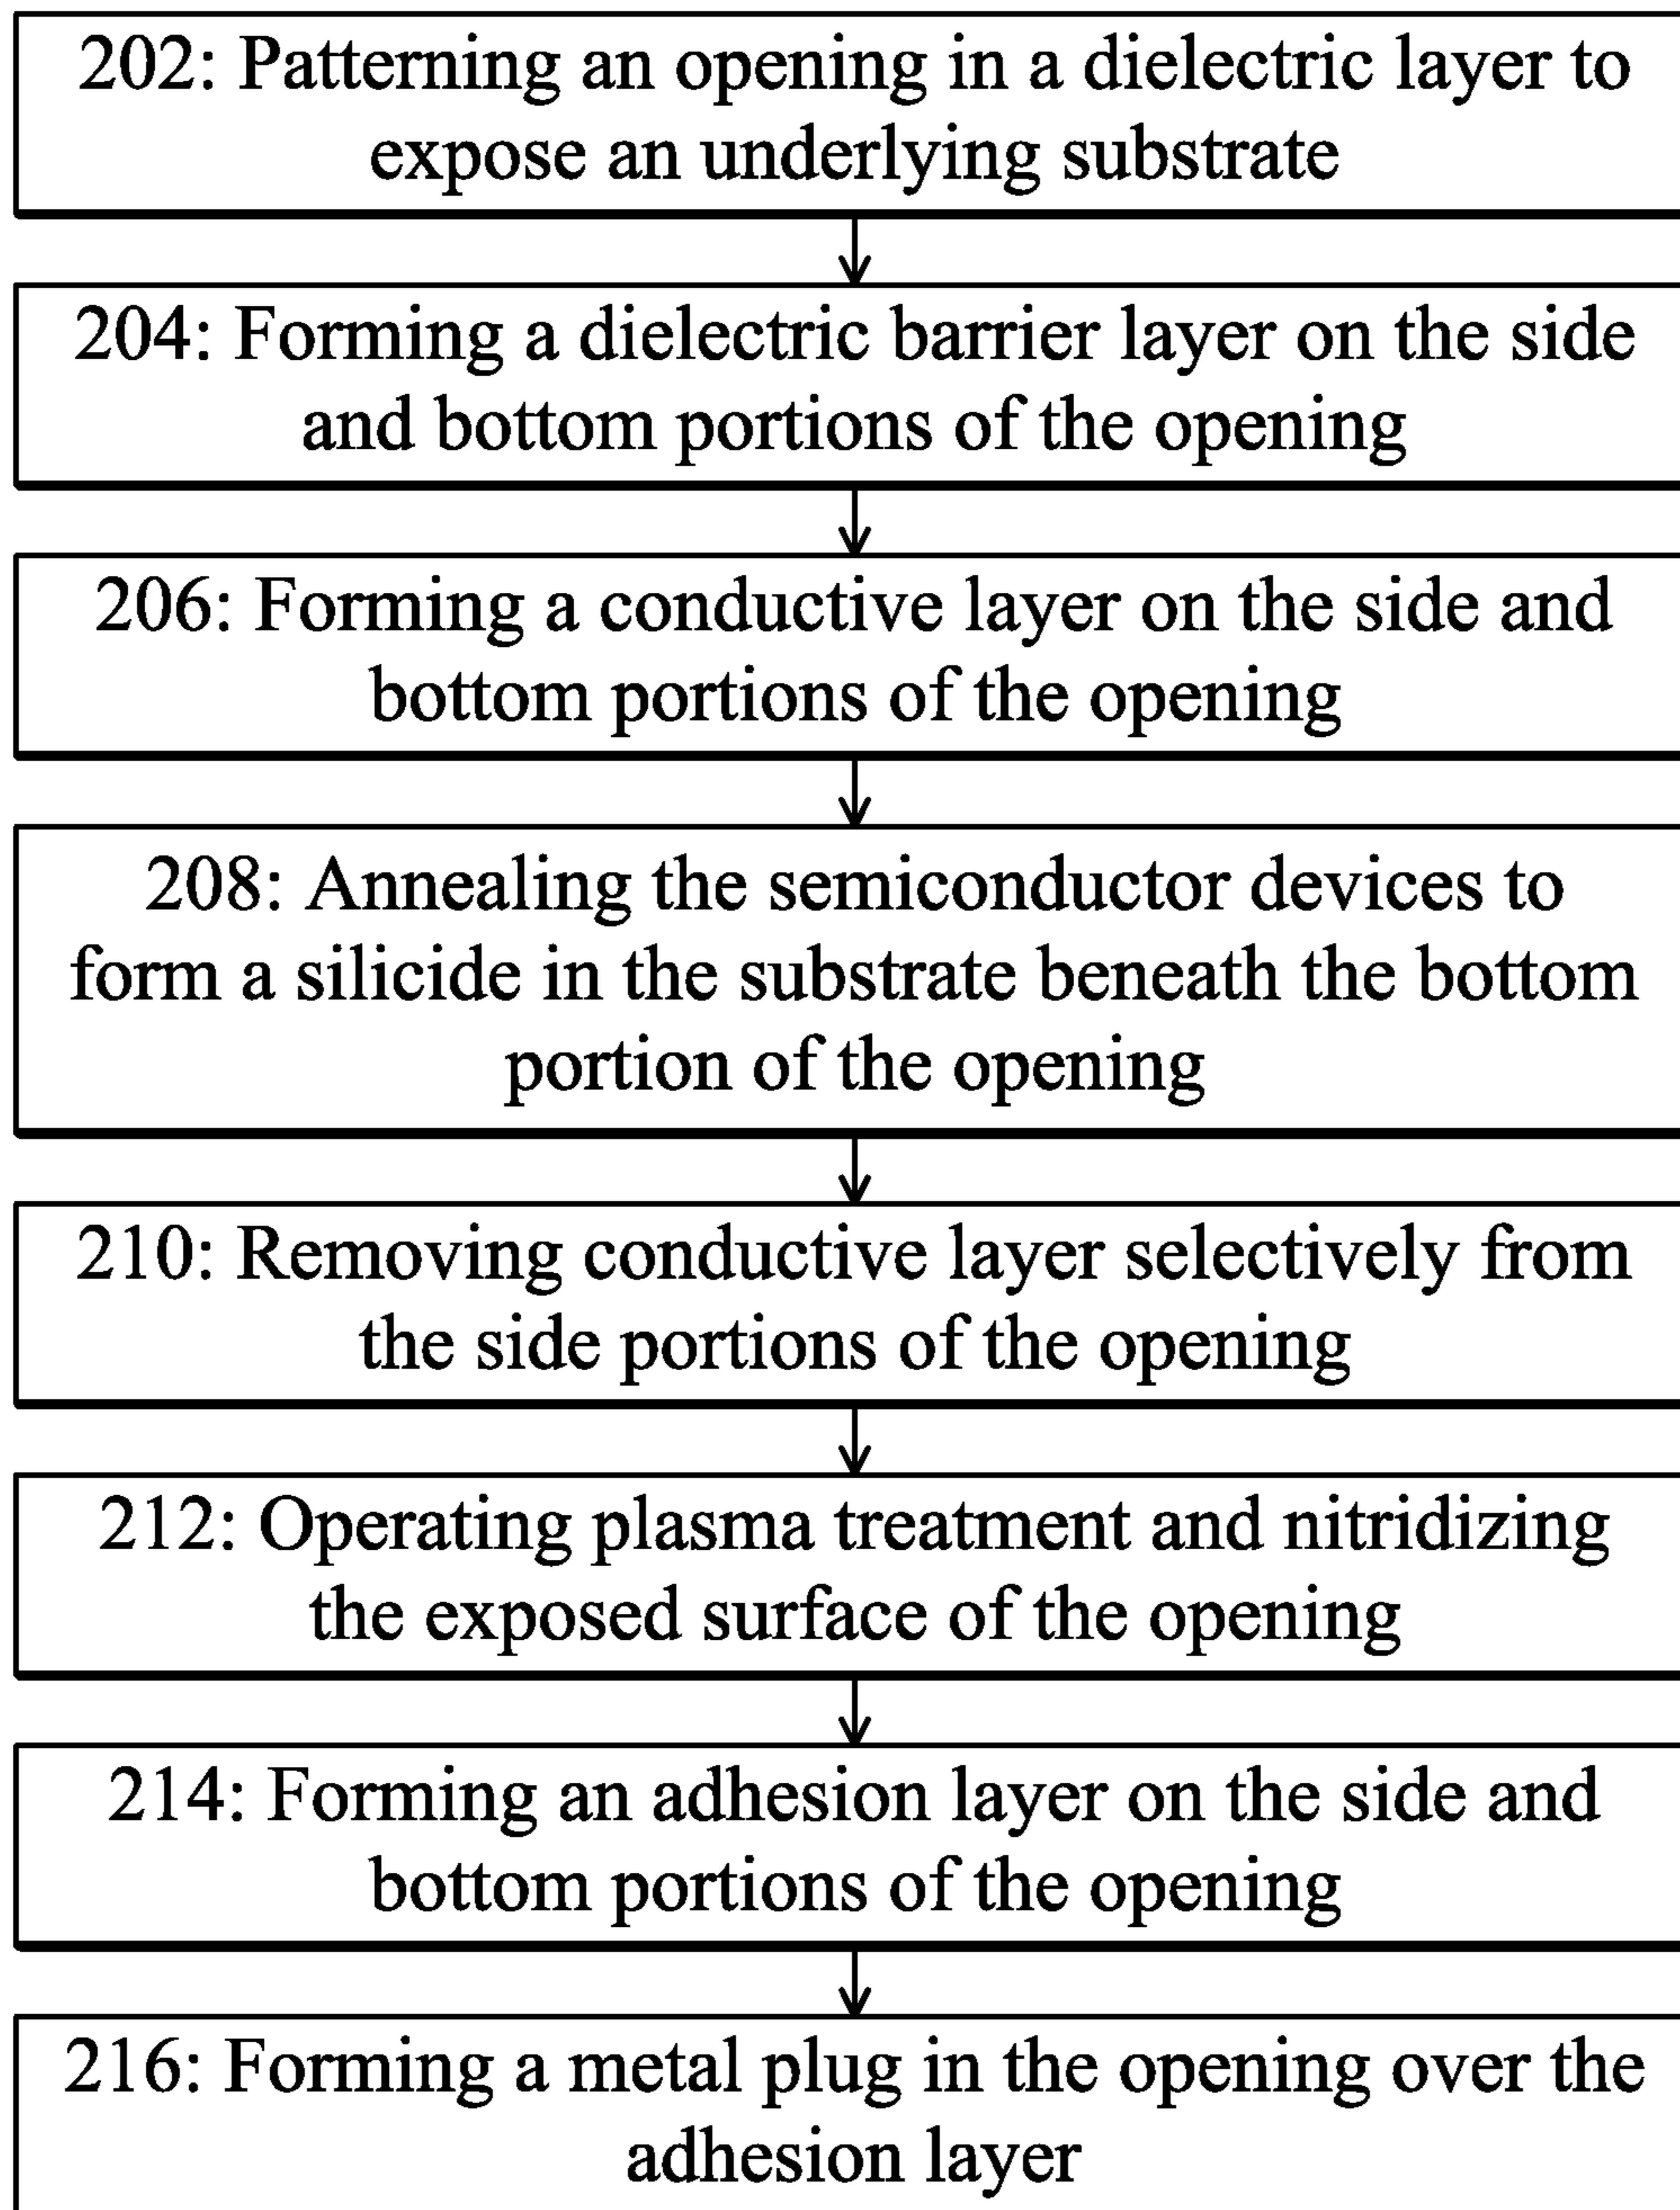 202: Patterning an opening in a dielectric layer to
expose an underlying substrate
204: Forming a dielectric barrier layer on the side
and bottom portions of the opening
206: Forming a conductive layer on the side and
bottom portions of the opening
208: Annealing the semiconductor devices to
form a silicide in the substrate beneath the bottom
portion of the opening
210: Removing conductive layer selectively from
the side portions of the opening
212: Operating plasma treatment and nitridizing
the exposed surface of the opening
214: Forming an adhesion layer on the side and
bottom portions of the opening
216: Forming a metal plug in the opening over the
adhesion layer